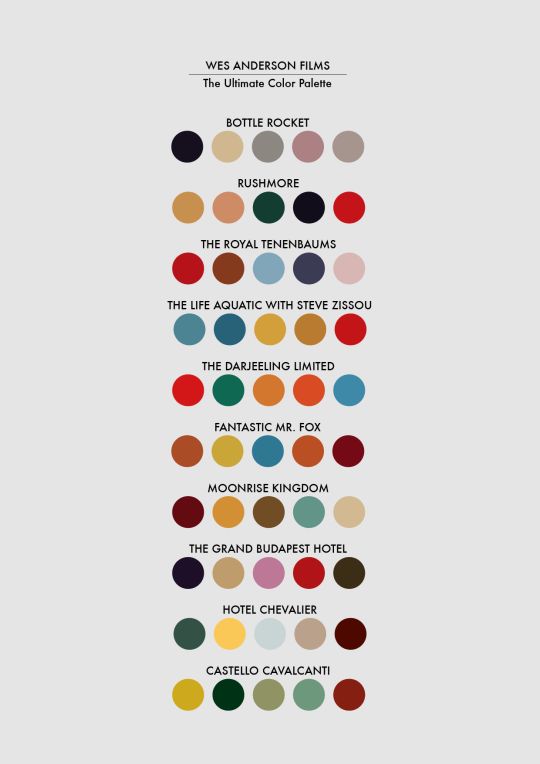 WES ANDERSON FILMS
The Ultimate Color Palette
BOTTLE ROCKET
RUSHMORE
THE ROYAL TENENBAUMS
THE LIFE AQUATIC WITH STEVE ZISSOU
THE DARJEELING LIMITED
FANTASTIC MR. FOX
MOONRISE KINGDOM
THE GRAND BUDAPEST HOTEL
HOTEL CHEVALIER
CASTELLO CAVALCANTI